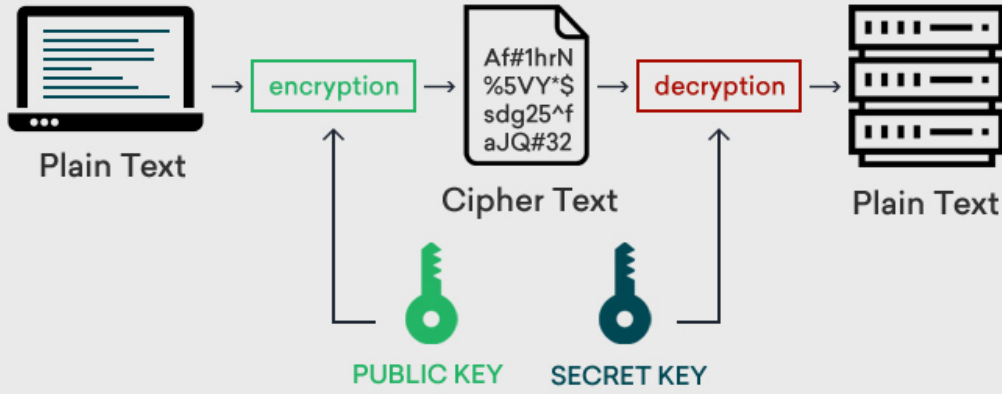 encryption
Af#1hrN
%5VY*$
sdg25^f
aJQ#32
decryption
Plain Text
Cipher Text
Plain Text
PUBLIC KEY
SECRET KEY